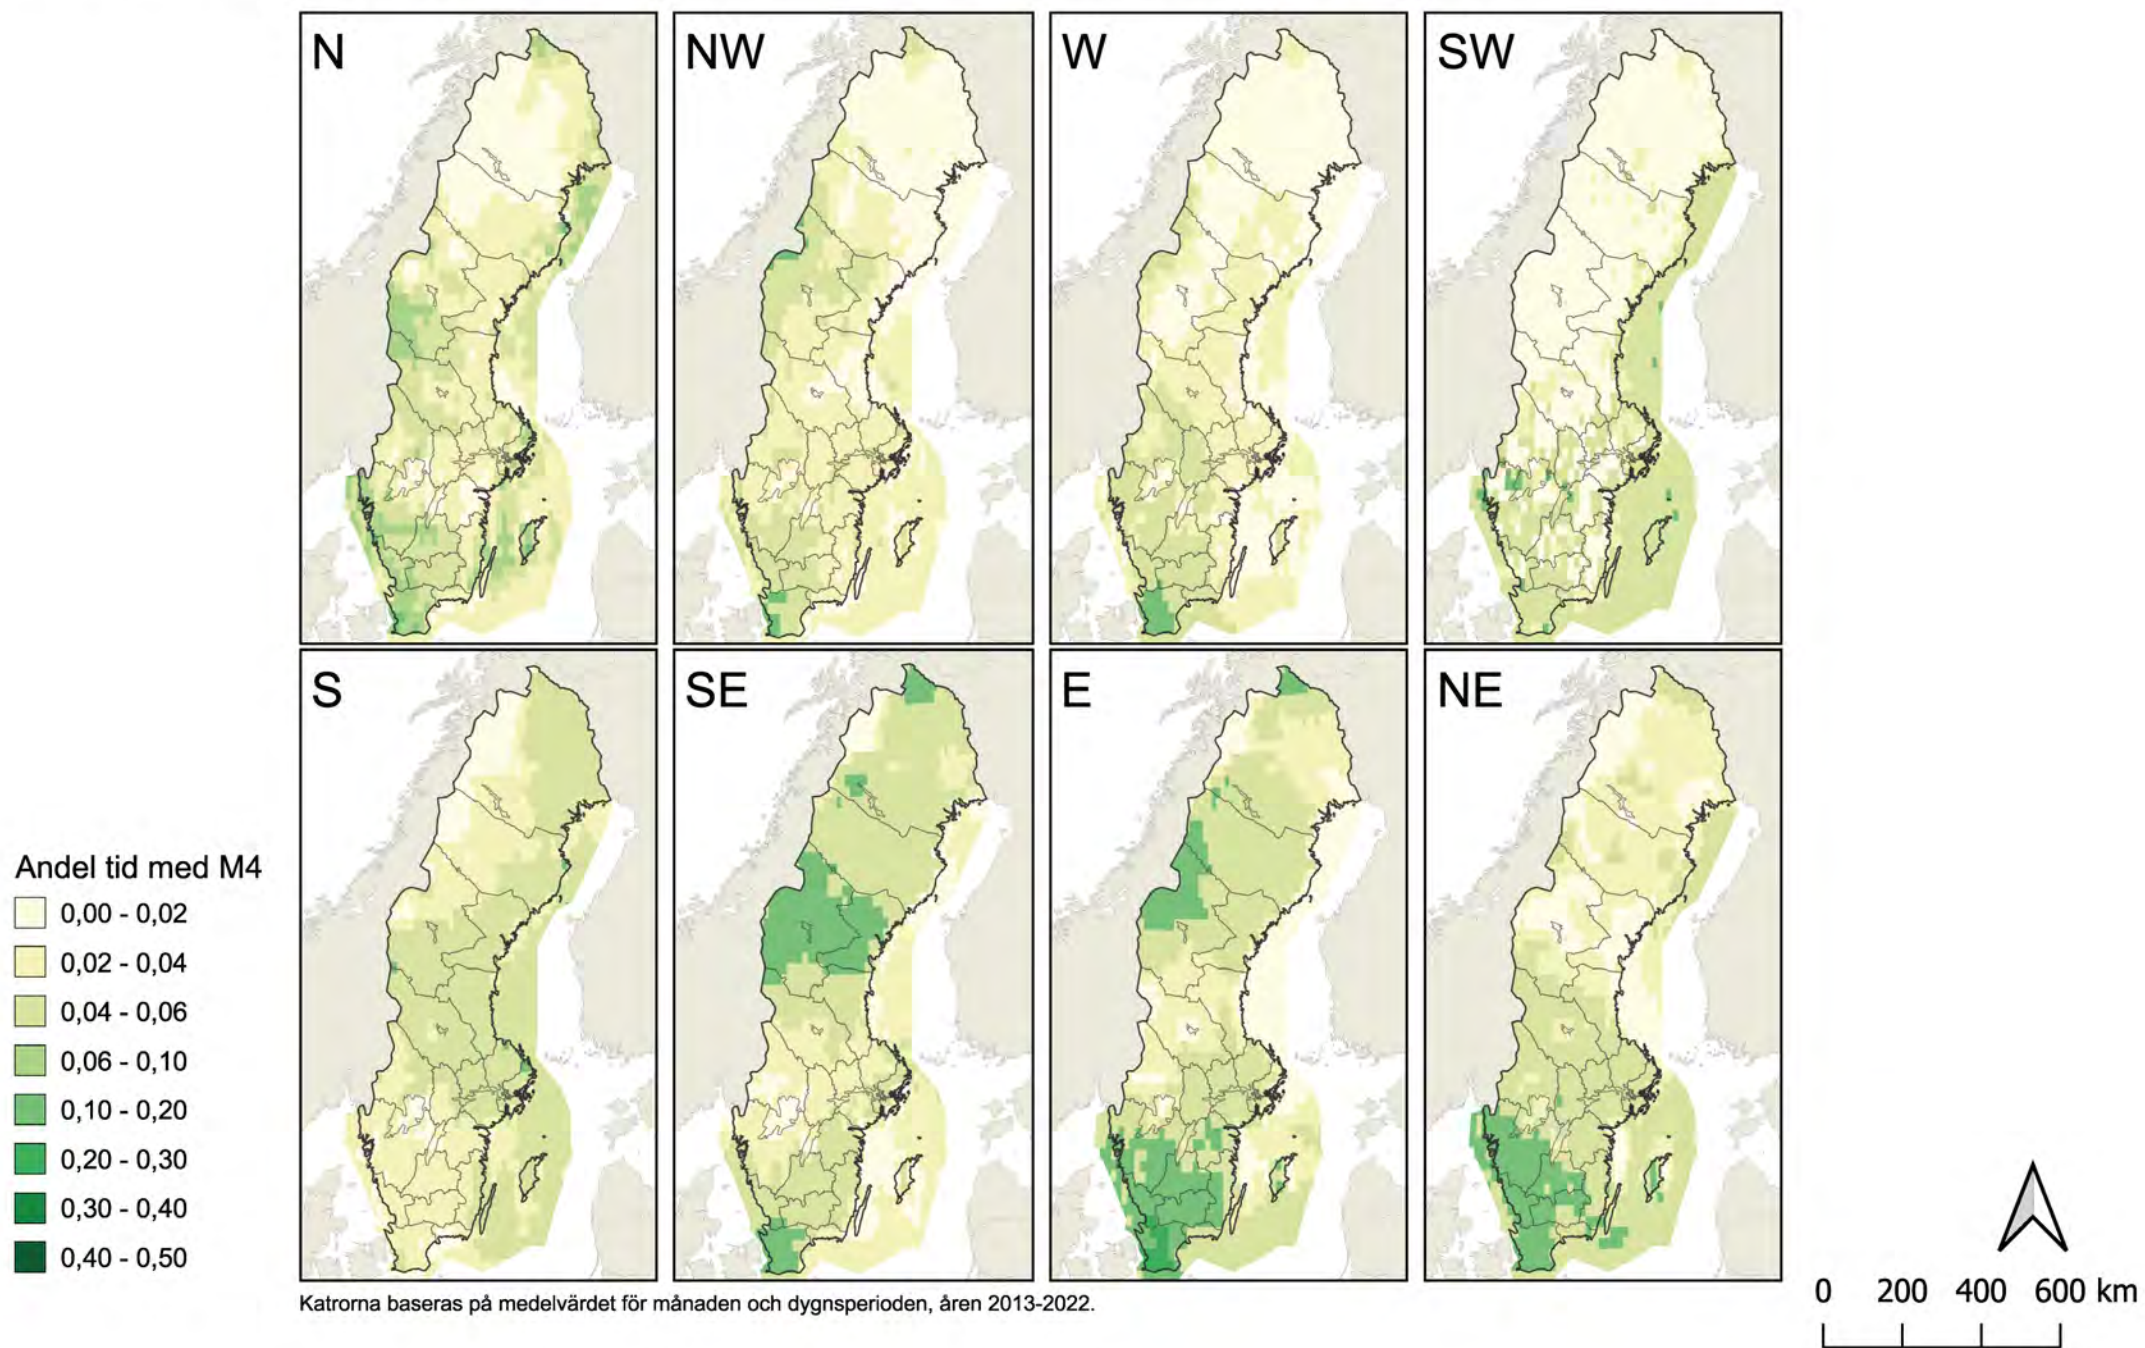 N
NW
W
SW
S
SE
E
NE
Andel tid med M4
0,00 - 0,02
0,02 - 0,04
0,04 - 0,06
0,06 - 0,10
0,10 - 0,20
0,20 - 0,30
0,30 - 0,40
0,40 - 0,50
Katrorna baseras på medelvärdet för månaden och dygnsperioden, åren 2013-2022.
0 200 400 600 km